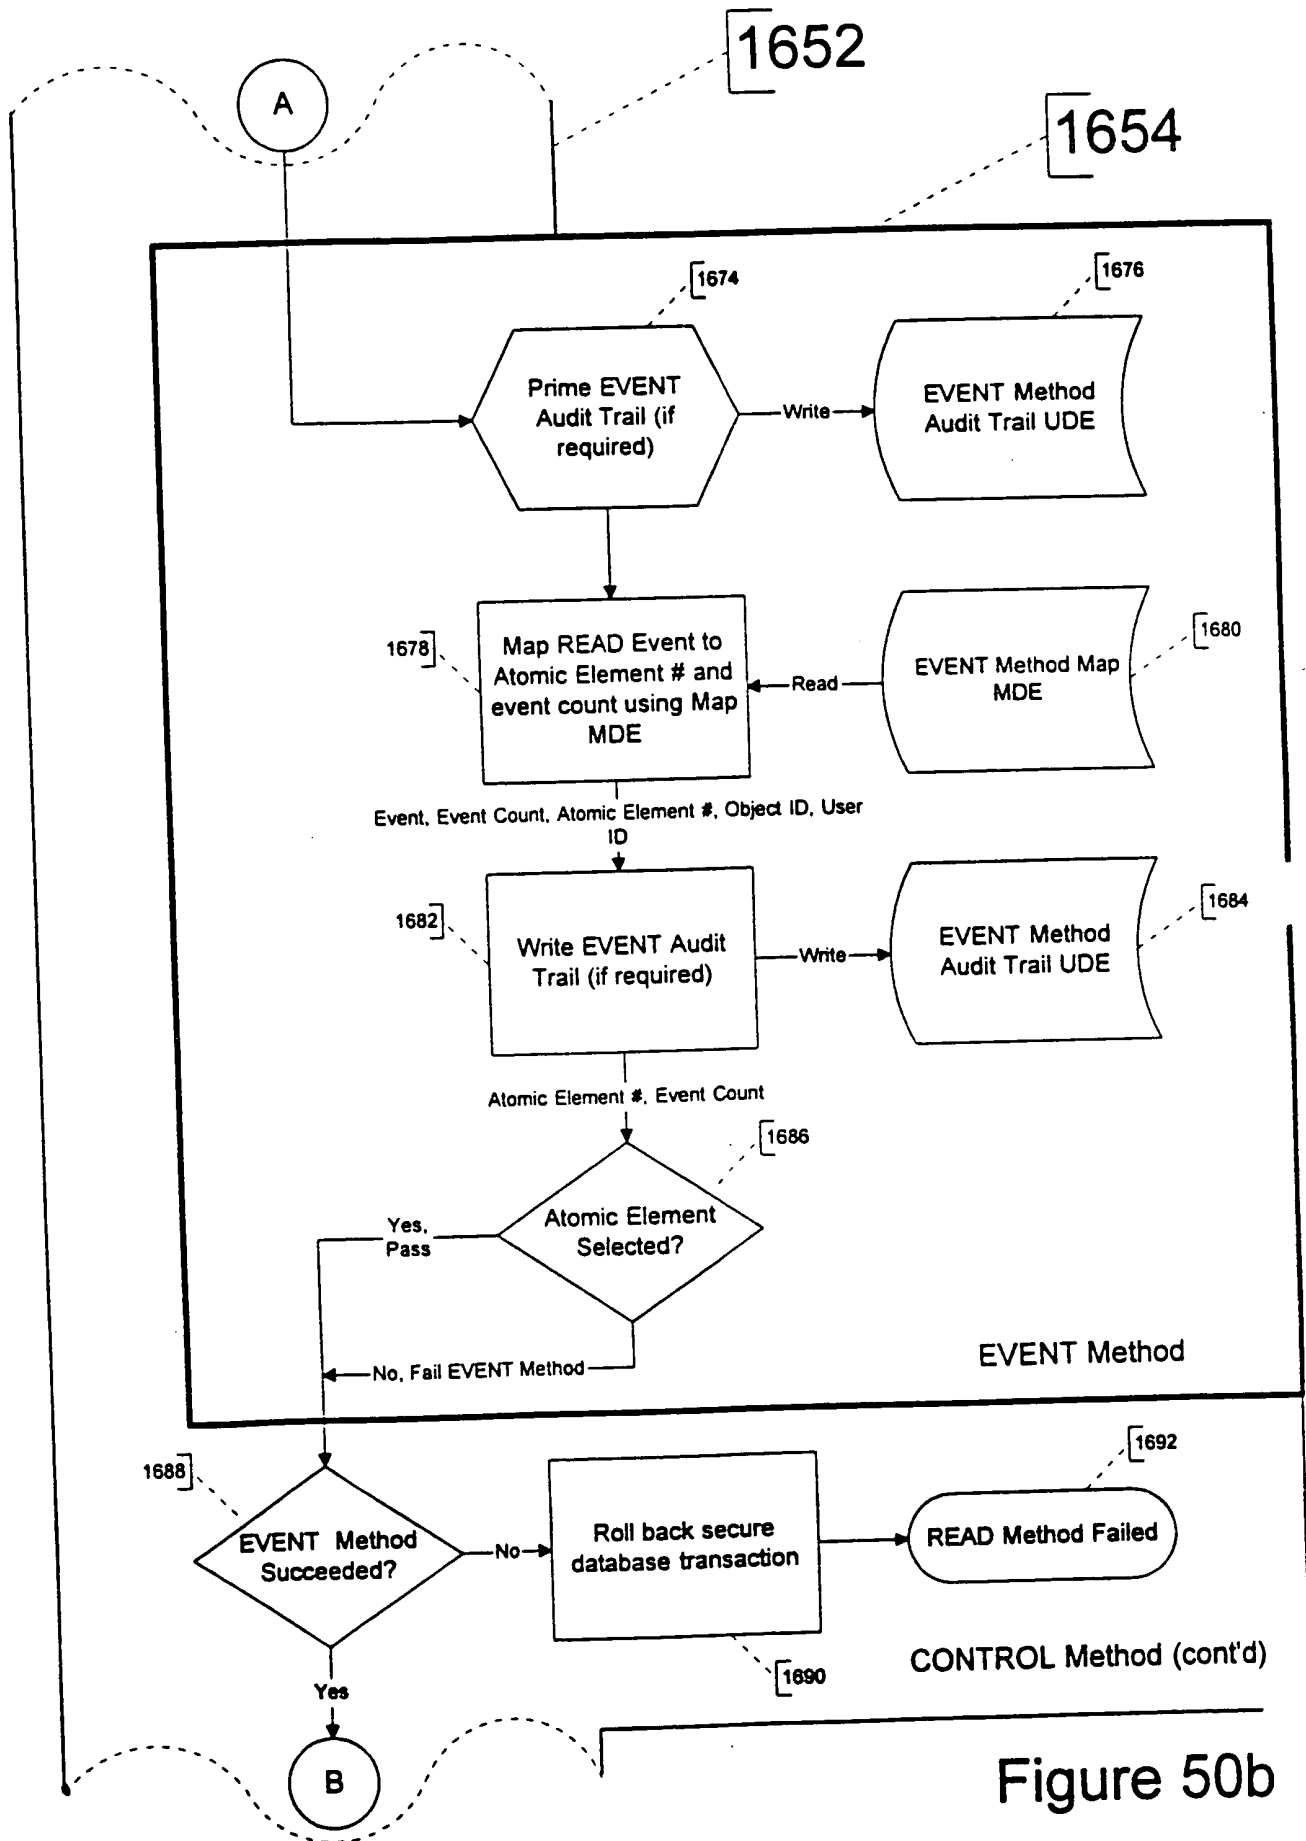 1652
A
1654
1674
1676
Prime EVENT
Audit Trail (if
required)
Write
EVENT Method
Audit Trail UDE
1678
Map READ Event to
Atomic Element # and
event count using Map
MDE
Read
EVENT Method Map
MDE
1680
Event, Event Count, Atomic Element #, Object ID, User
ID
1682
Write EVENT Audit
Trail (if required)
Write
EVENT Method
Audit Trail UDE
1684
Atomic Element #, Event Count
1686
Atomic Element
Selected?
Yes,
Pass
No, Fail EVENT Method
EVENT Method
1688
EVENT Method
Succeeded?
No
Roll back secure
database transaction
1690
READ Method Failed
1692
CONTROL Method (cont'd)
Yes
B
Figure 50b